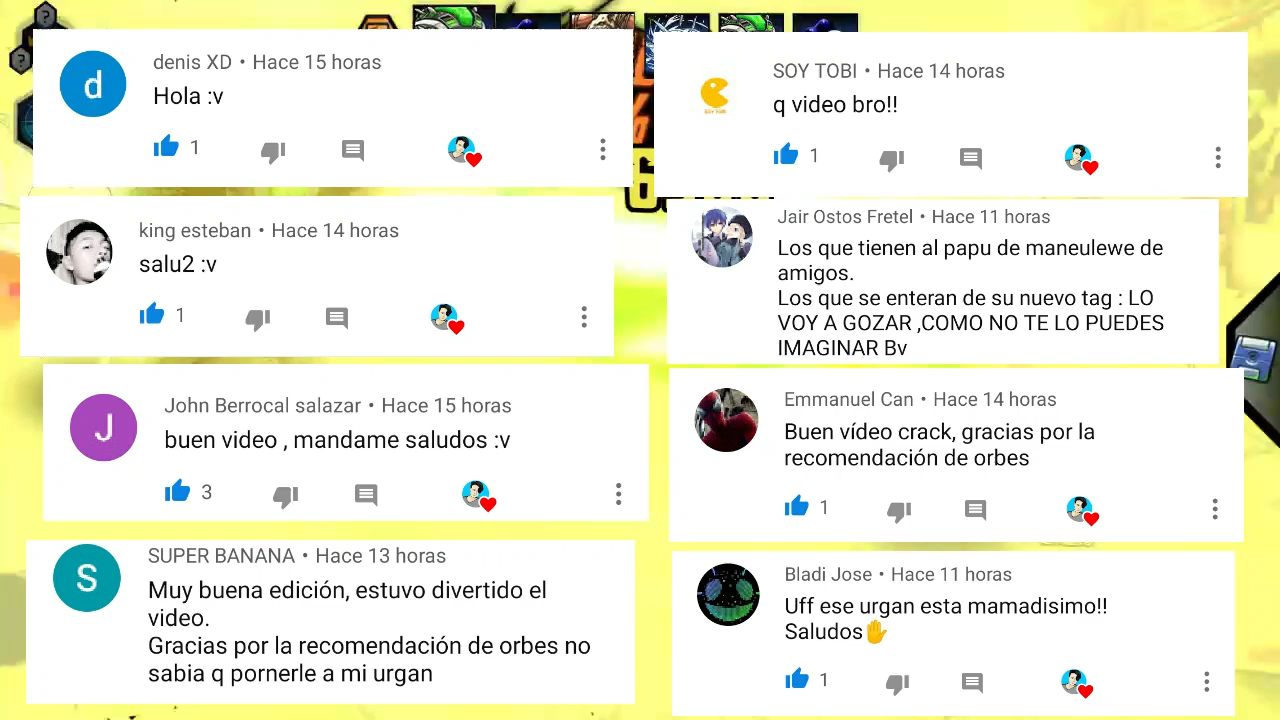 denis XD • Hace 15 horas
Hola :v
1
king esteban • Hace 14 horas
salu2 :v
1
John Berrocal salazar • Hace 15 horas
buen video , mandame saludos :v
3
SUPER BANANA • Hace 13 horas
Muy buena edición, estuvo divertido el
video.
Gracias por la recomendación de orbes no
sabia q pornerle a mi urgan
SOY TOBI • Hace 14 horas
q video bro!!
1
Jair Ostos Fretel • Hace 11 horas
Los que tienen al papu de maneulewe de
amigos.
Los que se enteran de su nuevo tag : LO
VOY A GOZAR ,COMO NO TE LO PUEDES
IMAGINAR Bv
Emmanuel Can • Hace 14 horas
Buen vídeo crack, gracias por la
recomendación de orbes
1
Bladi Jose • Hace 11 horas
Uff ese urgan esta mamadisimo!!
Saludos✋
1